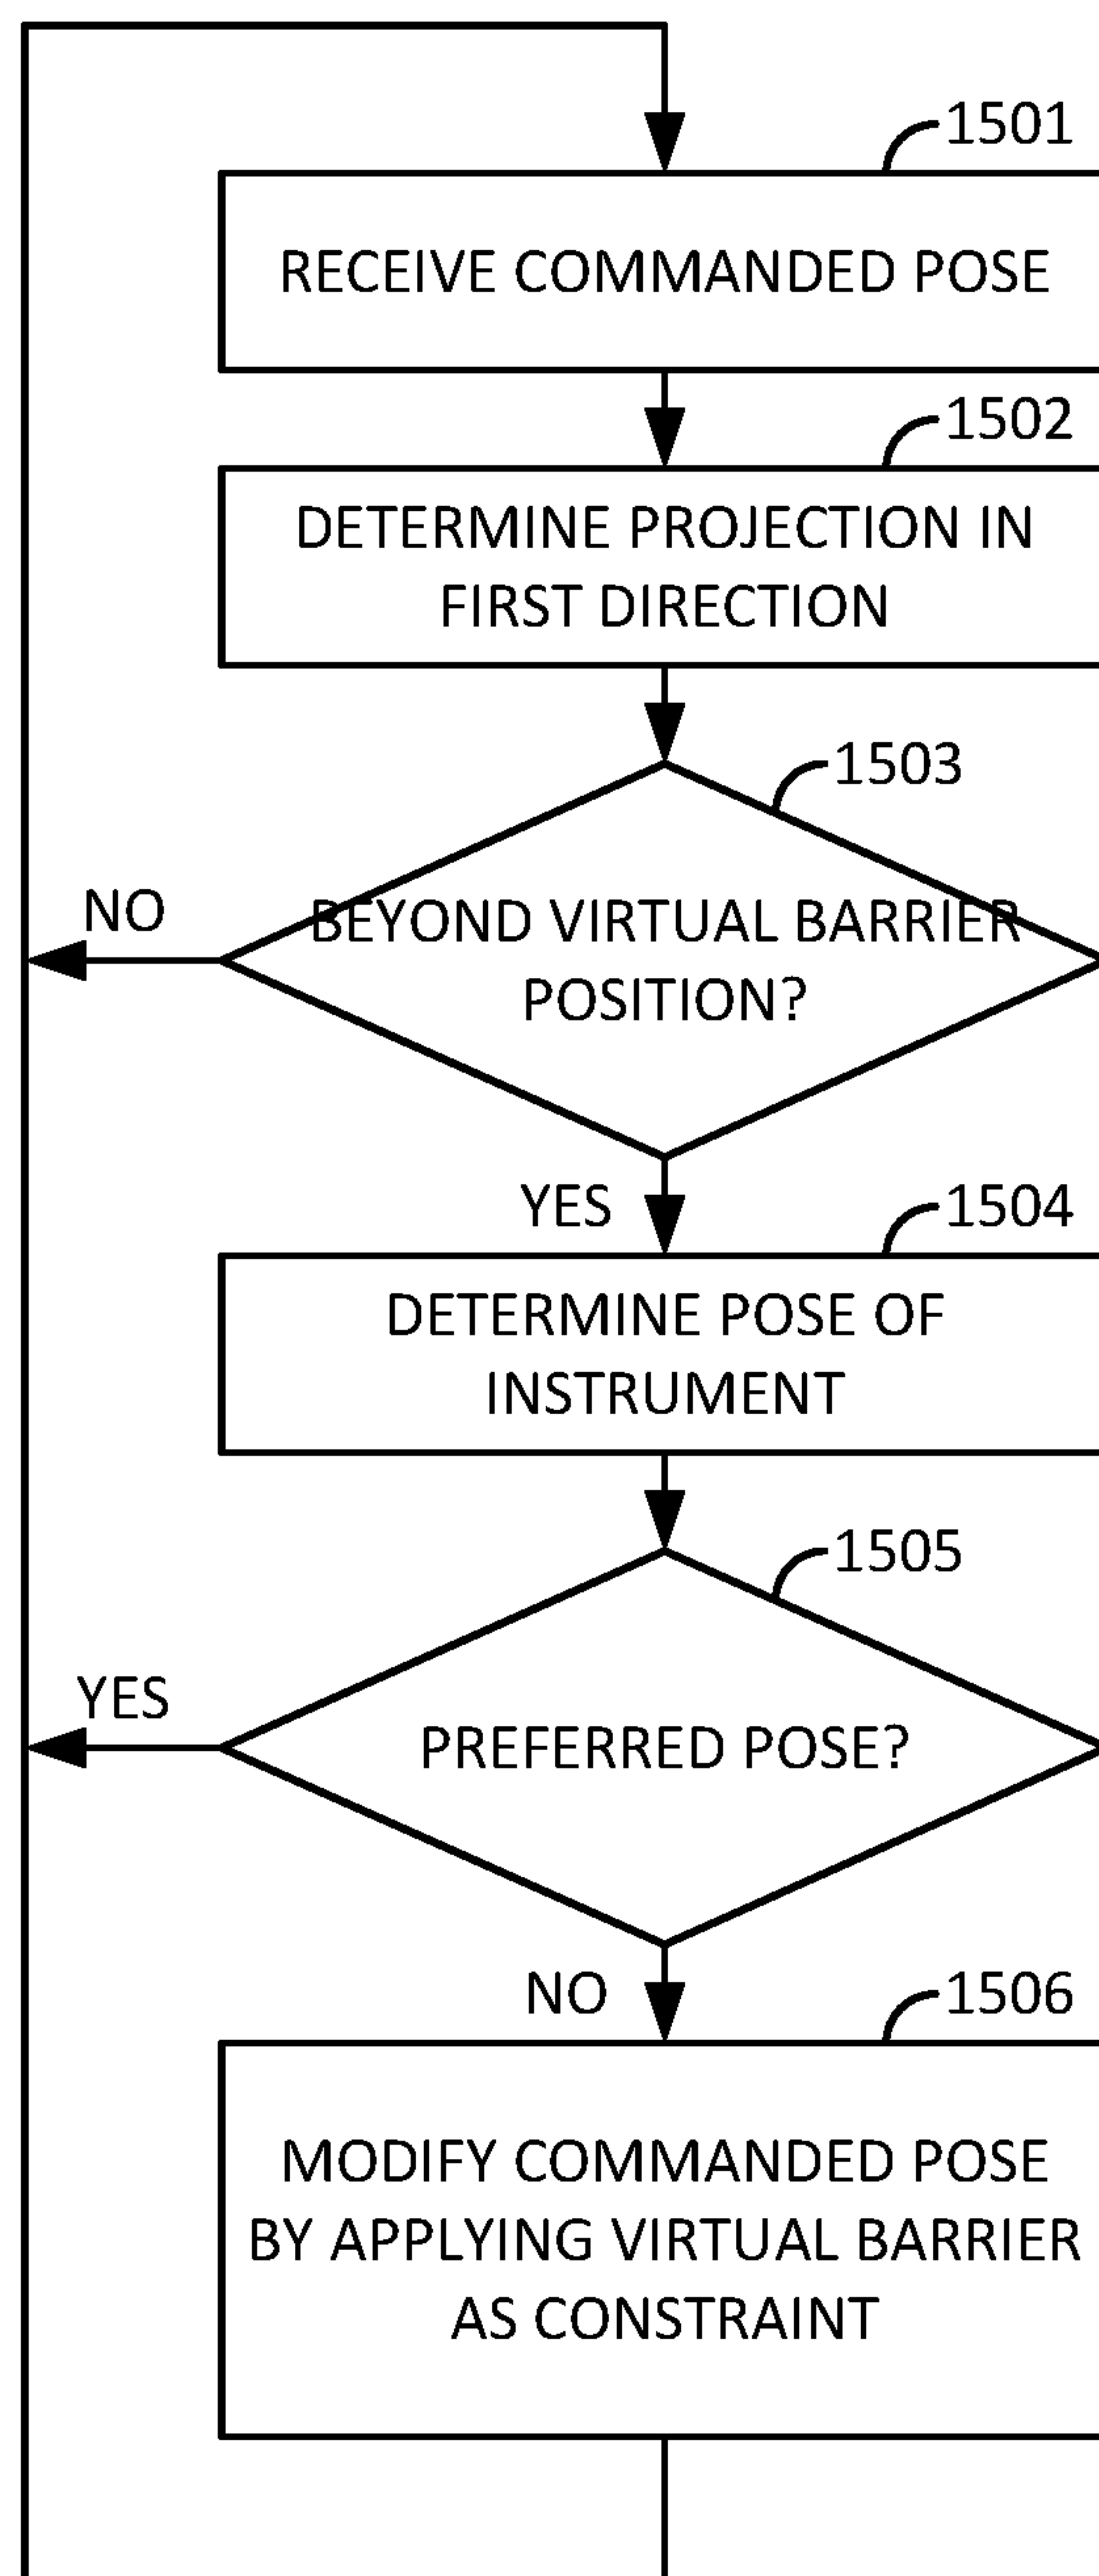 1501
RECEIVE COMMANDED POSE
1502
DETERMINE PROJECTION IN
FIRST DIRECTION
1503
NO
BEYOND VIRTUAL BARRIER
POSITION?
YES
1504
DETERMINE POSE OF
INSTRUMENT
1505
YES
PREFERRED POSE?
NO
1506
MODIFY COMMANDED POSE
BY APPLYING VIRTUAL BARRIER
AS CONSTRAINT